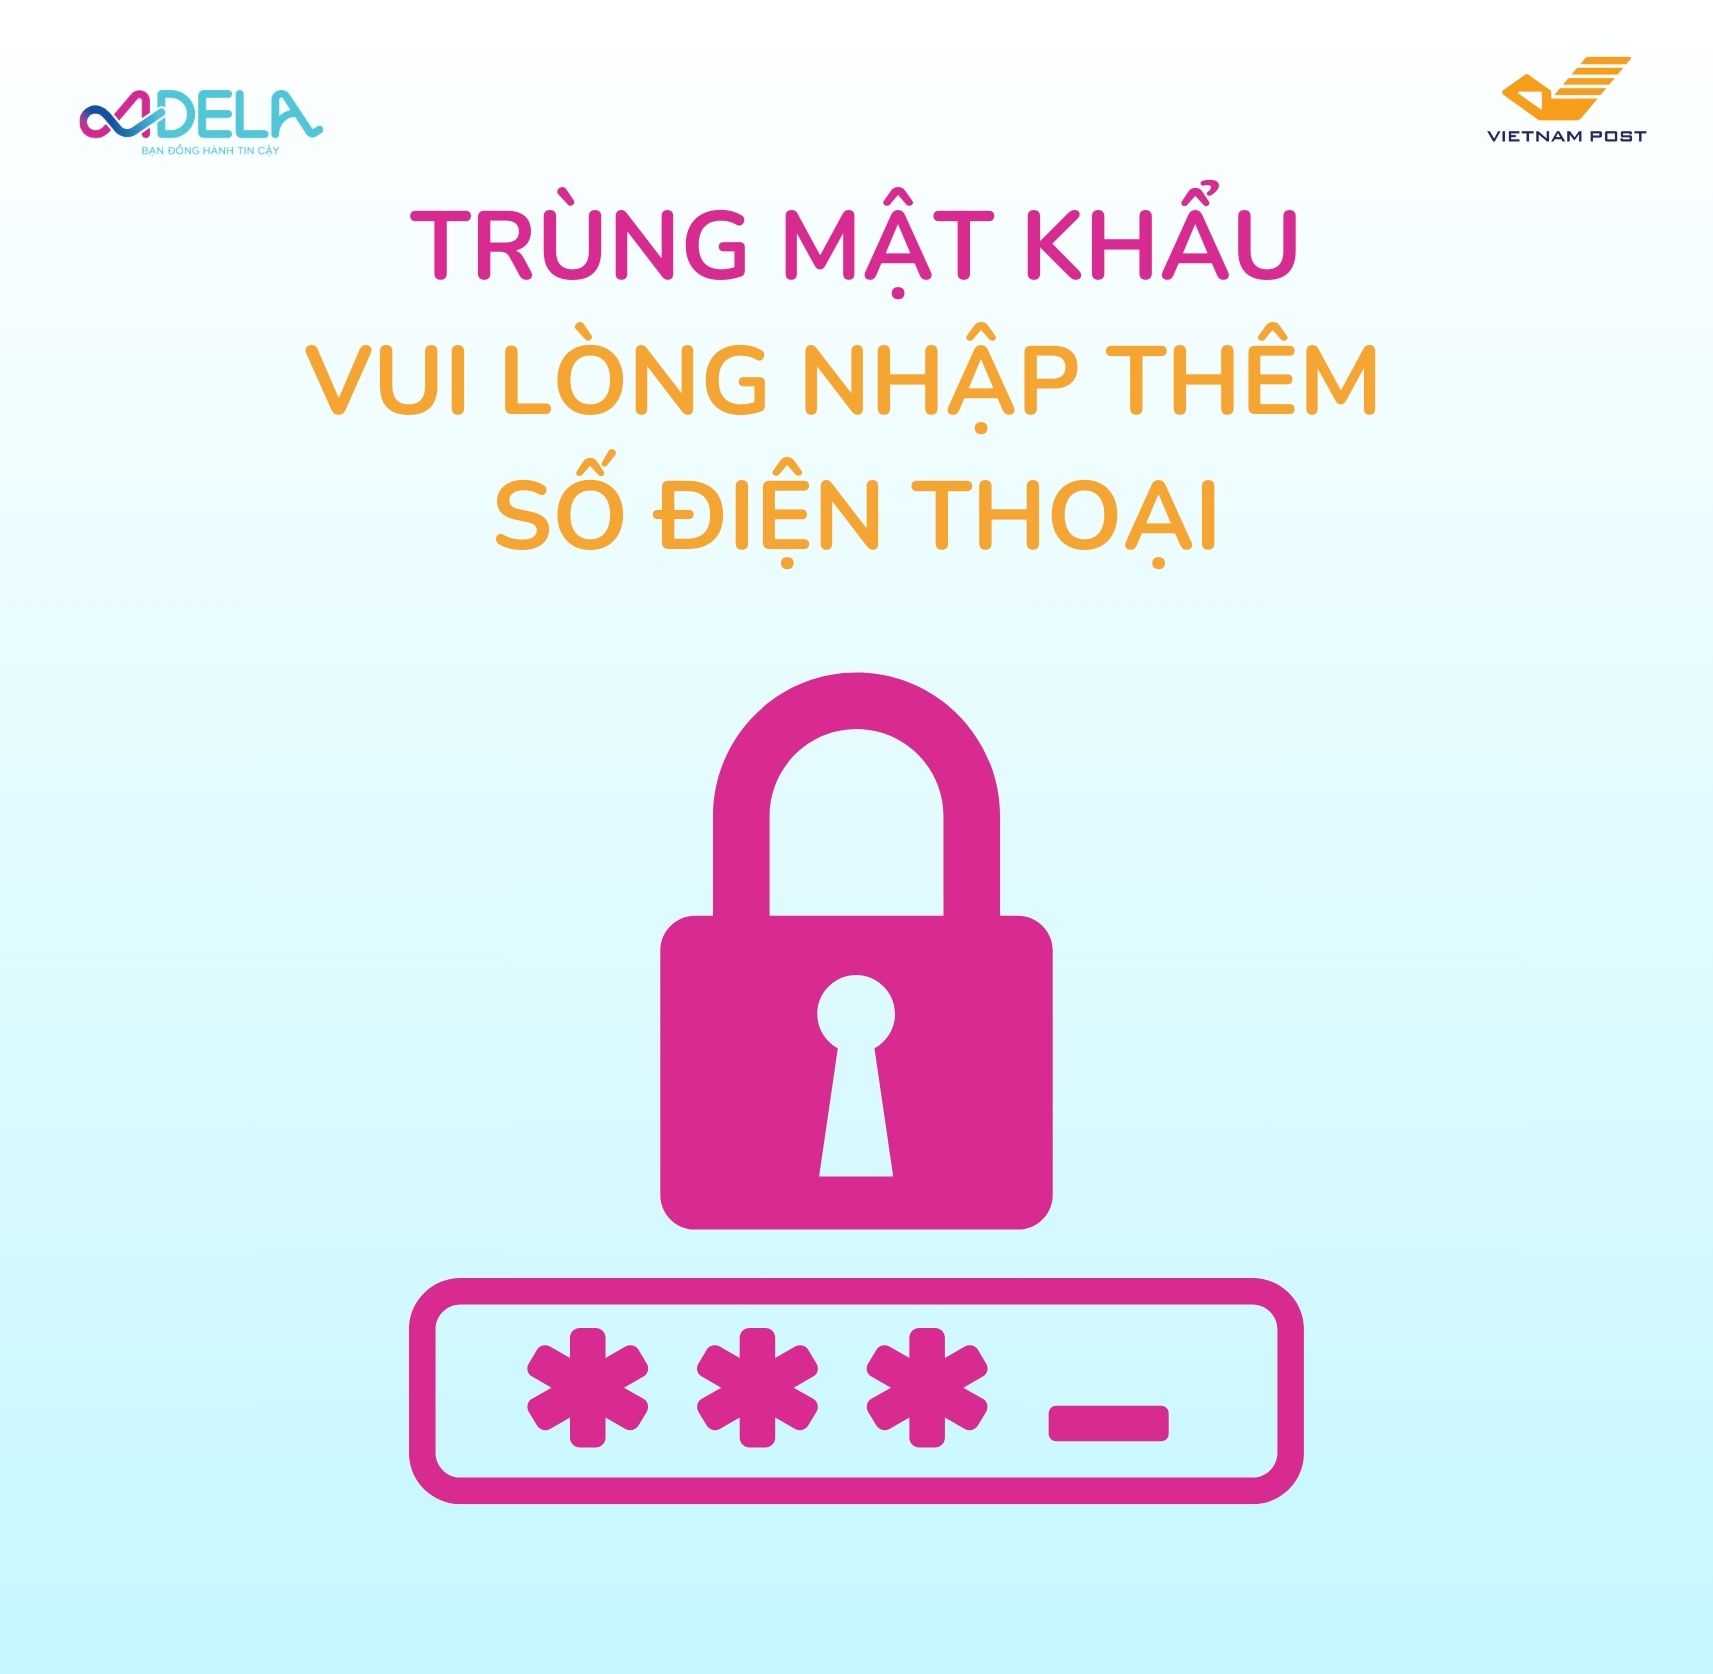 ADELA
BẠN ĐỒNG HÀNH TIN CẬY
VIETNAM POST
TRÙNG MẬT KHẨU
VUI LÒNG NHẬP THÊM
SỐ ĐIỆN THOẠI
***_